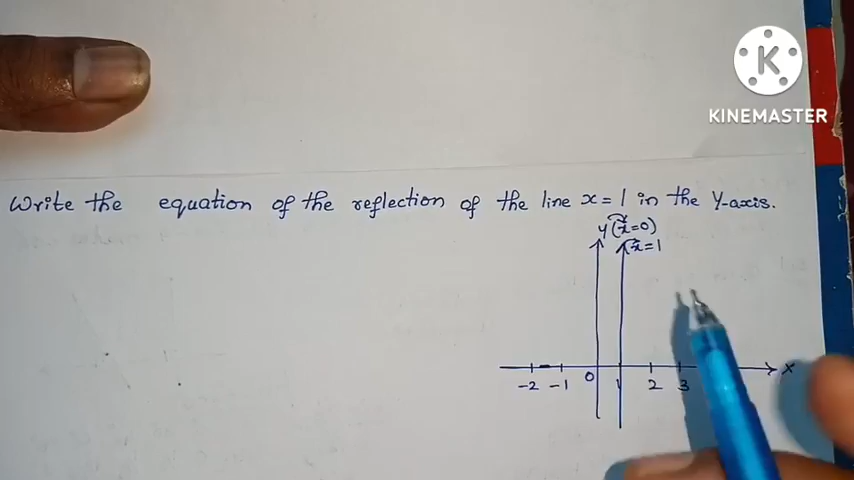 KINEMASTER
Write the equation of the reflection of the line x = 1 in the Y-axis.
y (x=0)
x=1
-2 -1 0 1 2 3 X